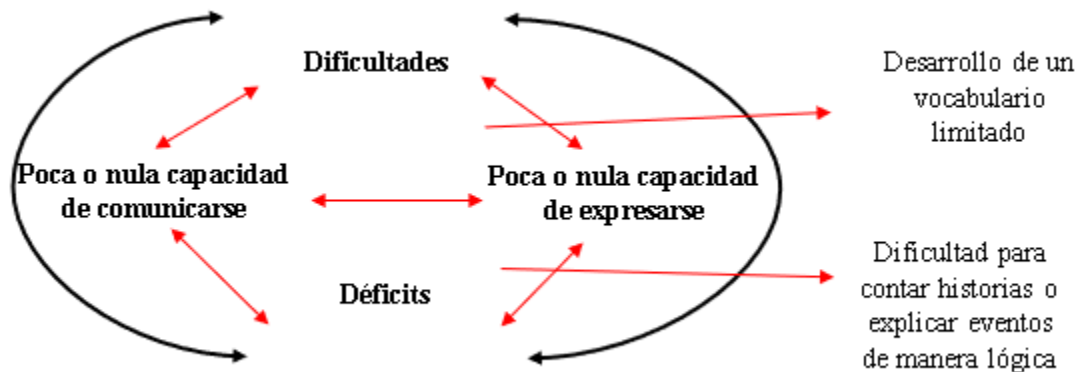 Dificultades
Desarrollo de un
vocabulario
limitado
Poca o nula capacidad
de comunicarse
Poca o nula capacidad
de expresarse
Déficits
Dificultad para
contar historias o
explicar eventos
de manera lógica